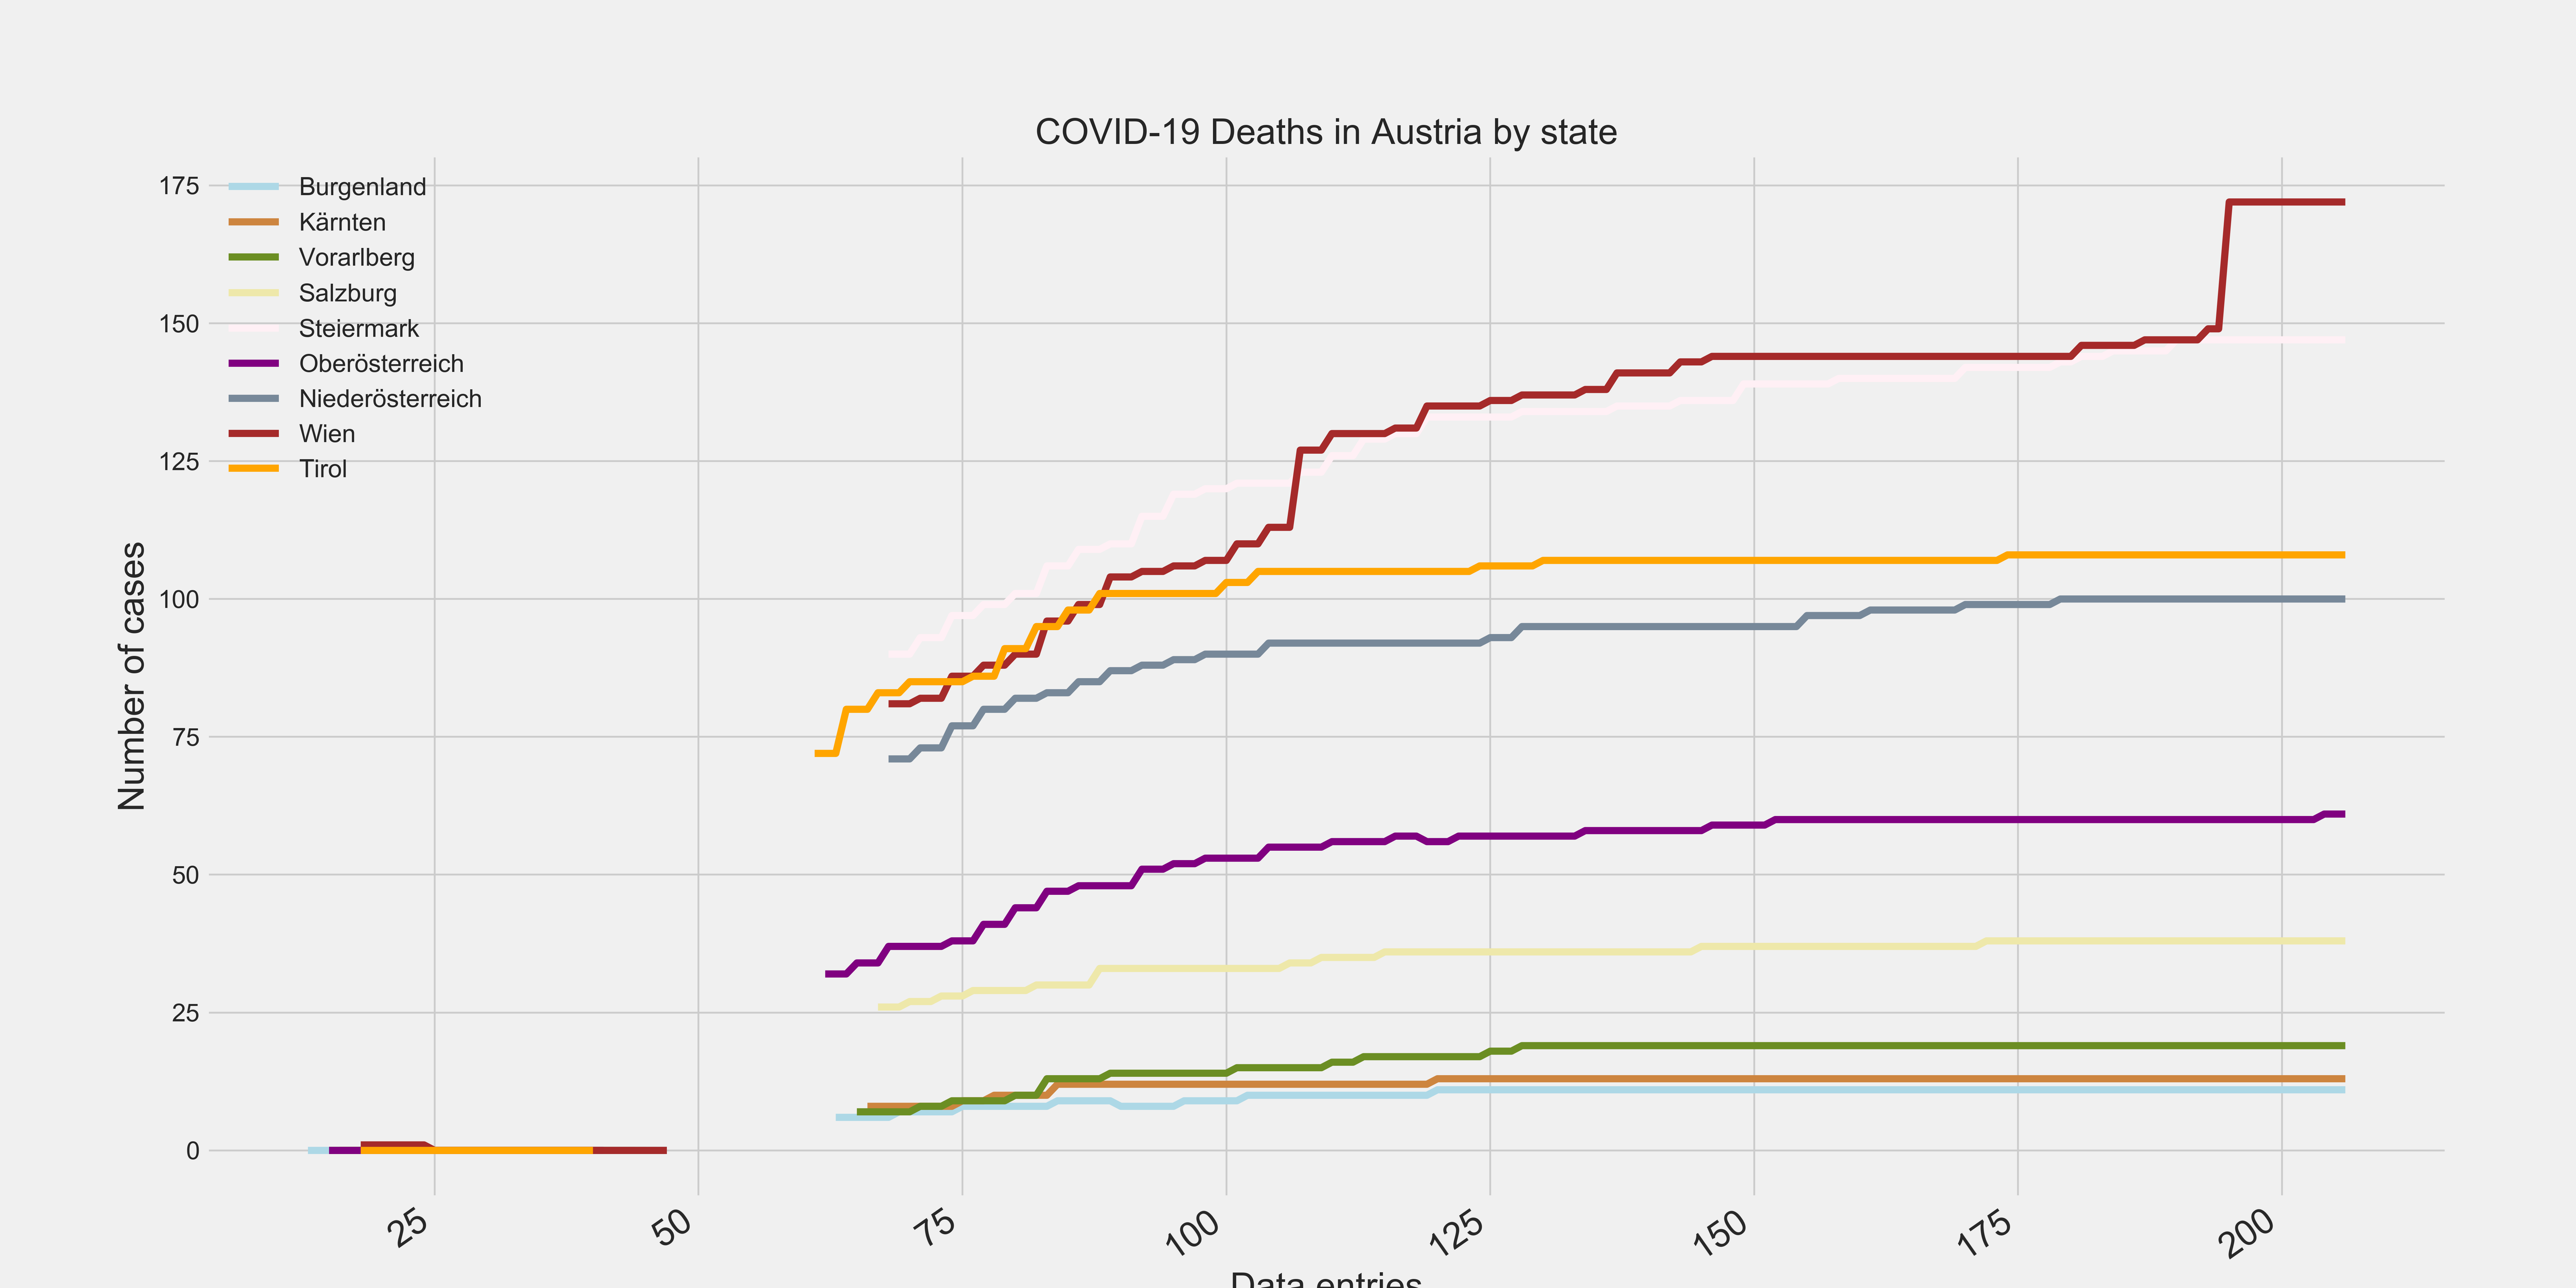 COVID-19 Deaths in Austria by state
175
150
125
100
75
50
25
0
Number of cases
Burgenland
Kärnten
Vorarlberg
Salzburg
Steiermark
Oberösterreich
Niederösterreich
Wien
Tirol
25 50 75 100 125 150 175 200
Data entries